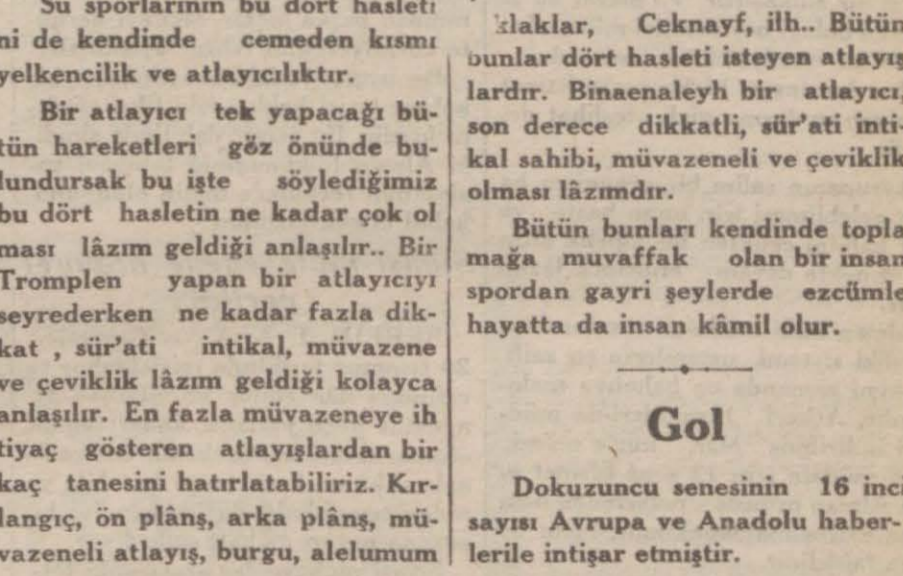 Su sporlarının bu dört hasleti
ni de kendinde cemeden kısmı
yelkencilik ve atlayıcılıktır.
Bir atlayıcı tek yapacağı bü-
tün hareketleri göz önünde bu-
lundursak bu işte söylediğimiz
bu dört hasletin ne kadar çok ol
ması lâzım geldiği anlaşılır.. Bir
Tromplen yapan bir atlayıcıyı
seyrederken ne kadar fazla dik-
kat , sür'ati intikal, müvazene
ve çeviklik lâzım geldiği kolayca
anlaşılır. En fazla müvazeneye ih
tiyaç gösteren atlayışlardan bir
kaç tanesini hatırlatabiliriz. Kır-
langıç, ön plânş, arka plânş, mü-
vazeneli atlayış, burgu, alelumum
Ceknayf, ilh.. Bütün
bunlar dört hasleti isteyen atlayış
lardır. Binaenaleyh bir atlayıcı,
son derece dikkatli, sür'ati inti-
kal sahibi, müvazeneli ve çeviklik
olması lâzımdır.
Bütün bunları kendinde topla
mağa muvaffak olan bir insan
spordan gayri şeylerde ezcümle
hayatta da insan kâmil olur.
Gol
Dokuzuncu senesinin 16 inci
sayısı Avrupa ve Anadolu haber-
lerile intişar etmiştir.